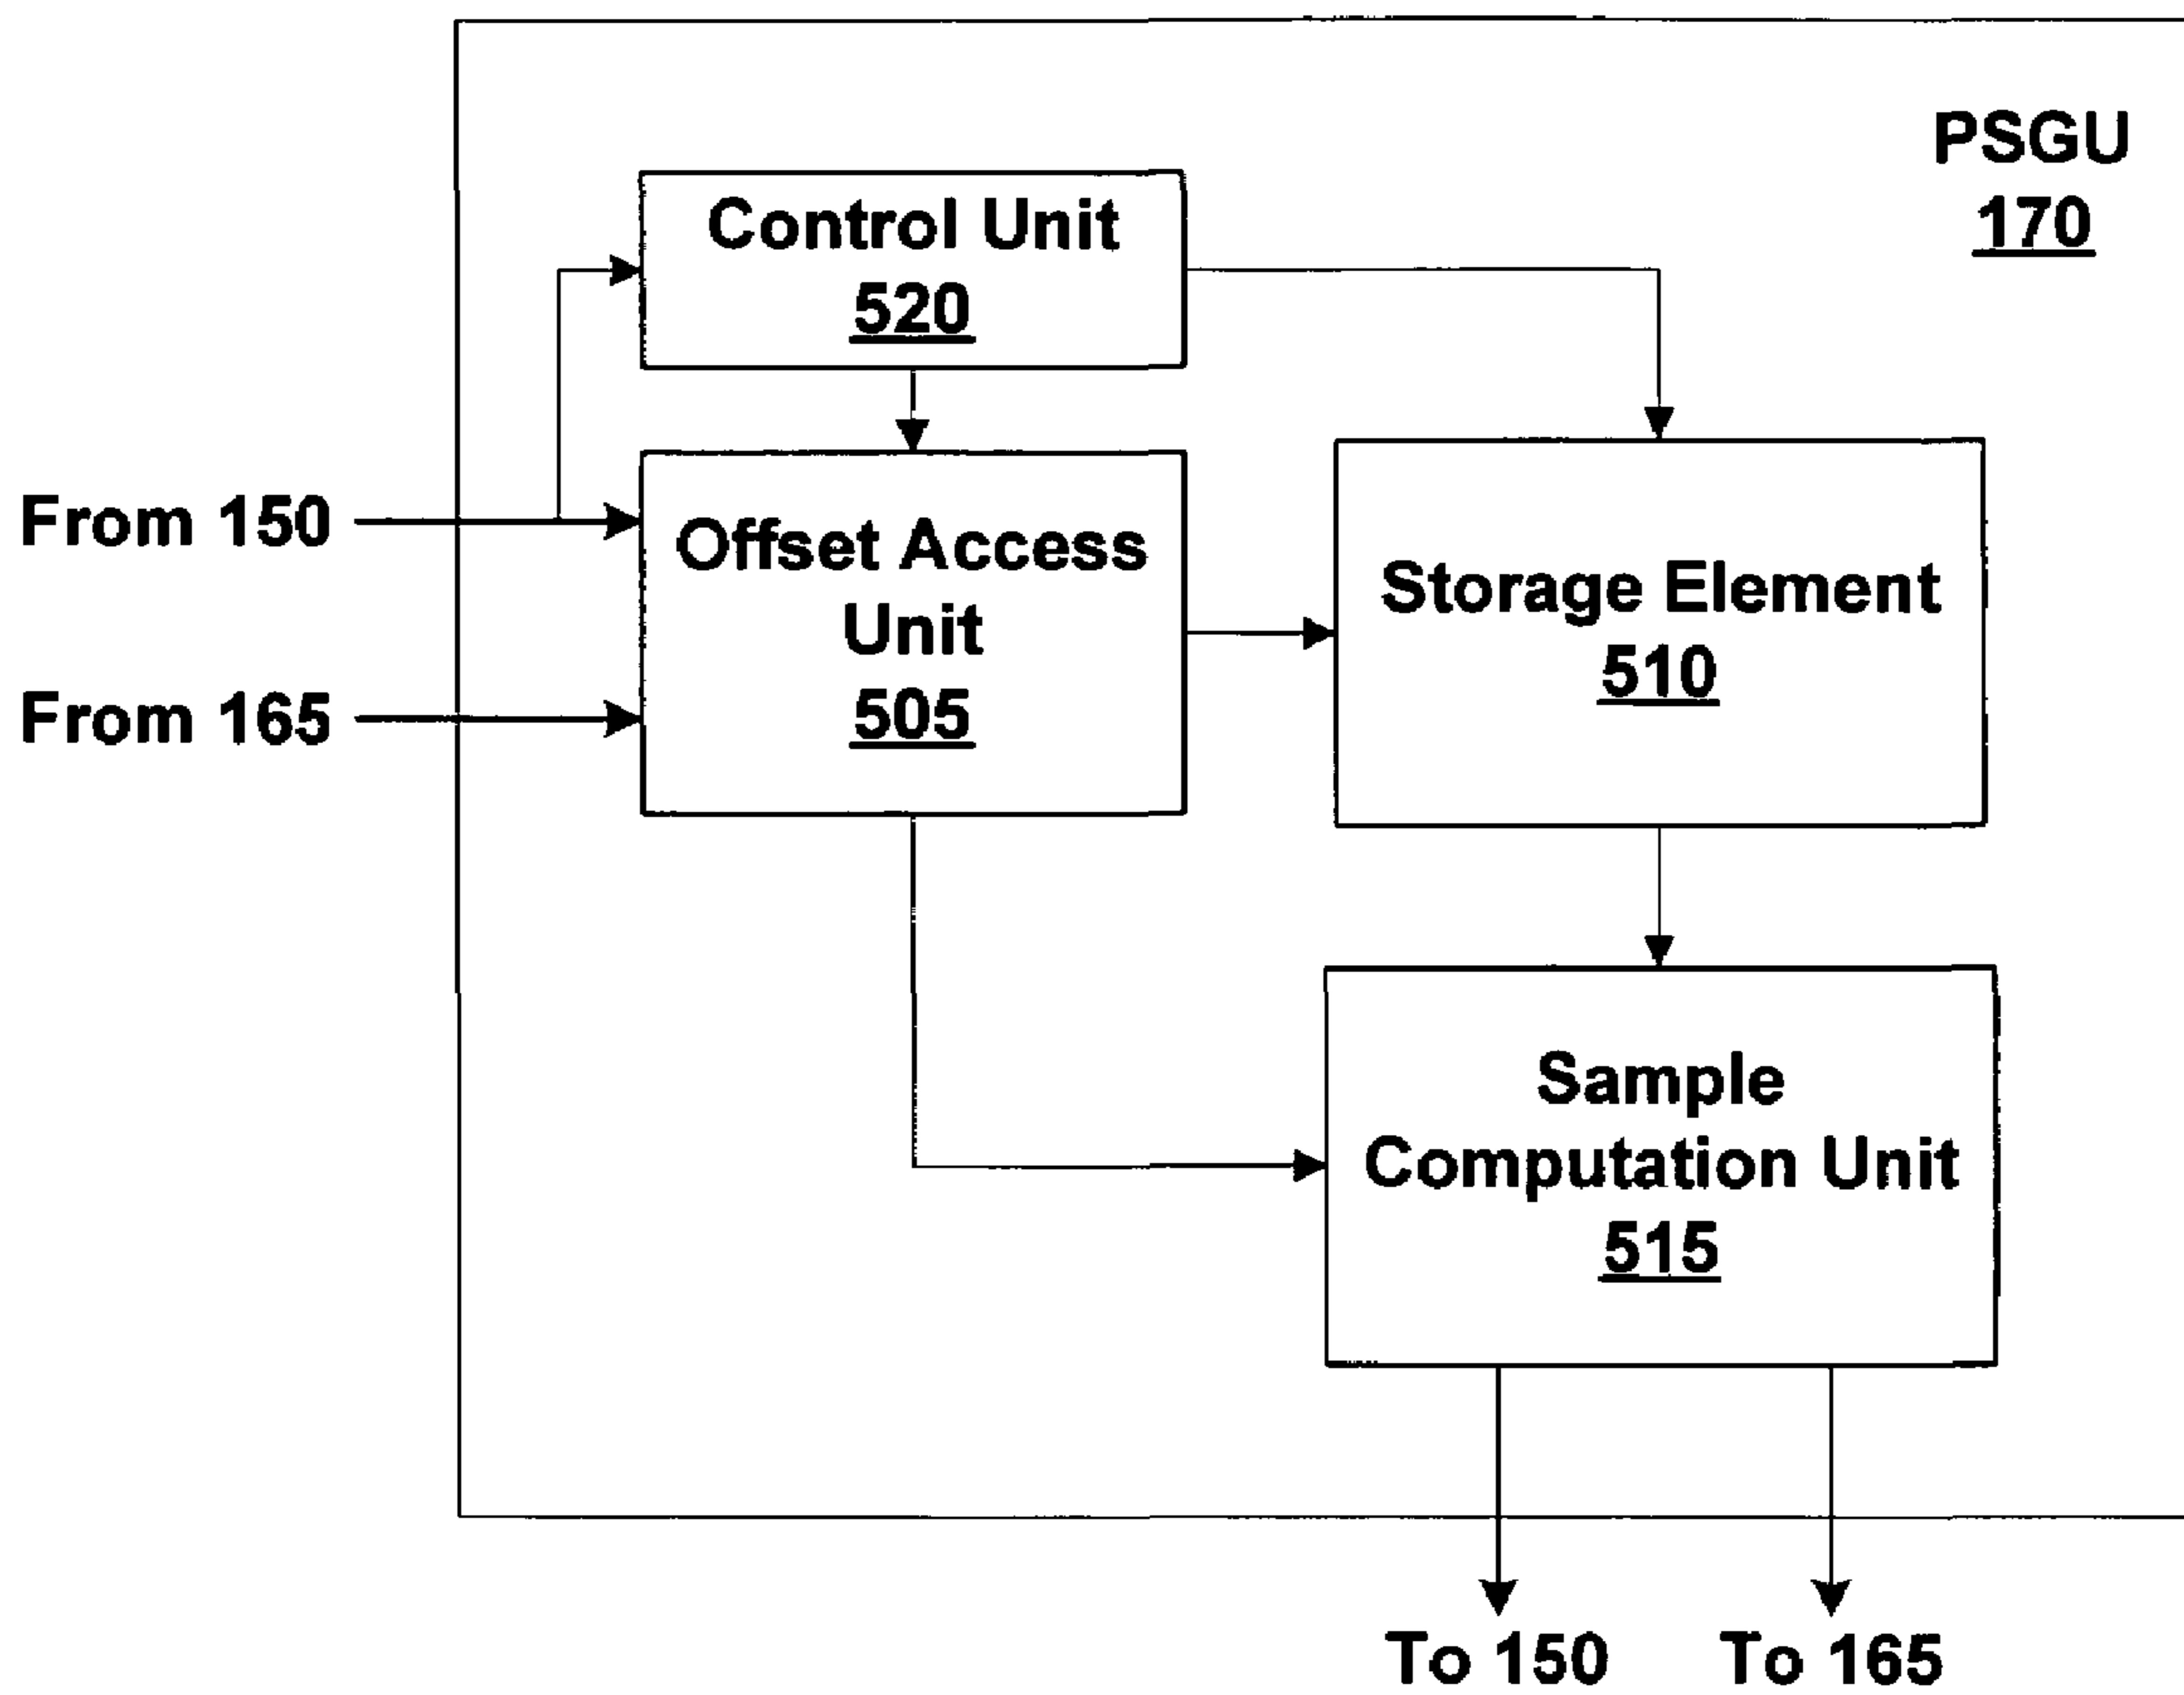 PSGU
170
Control Unit
520
From 150
Offset Access
Unit
505
From 165
Storage Element
510
Sample
Computation Unit
515
To 150
To 165